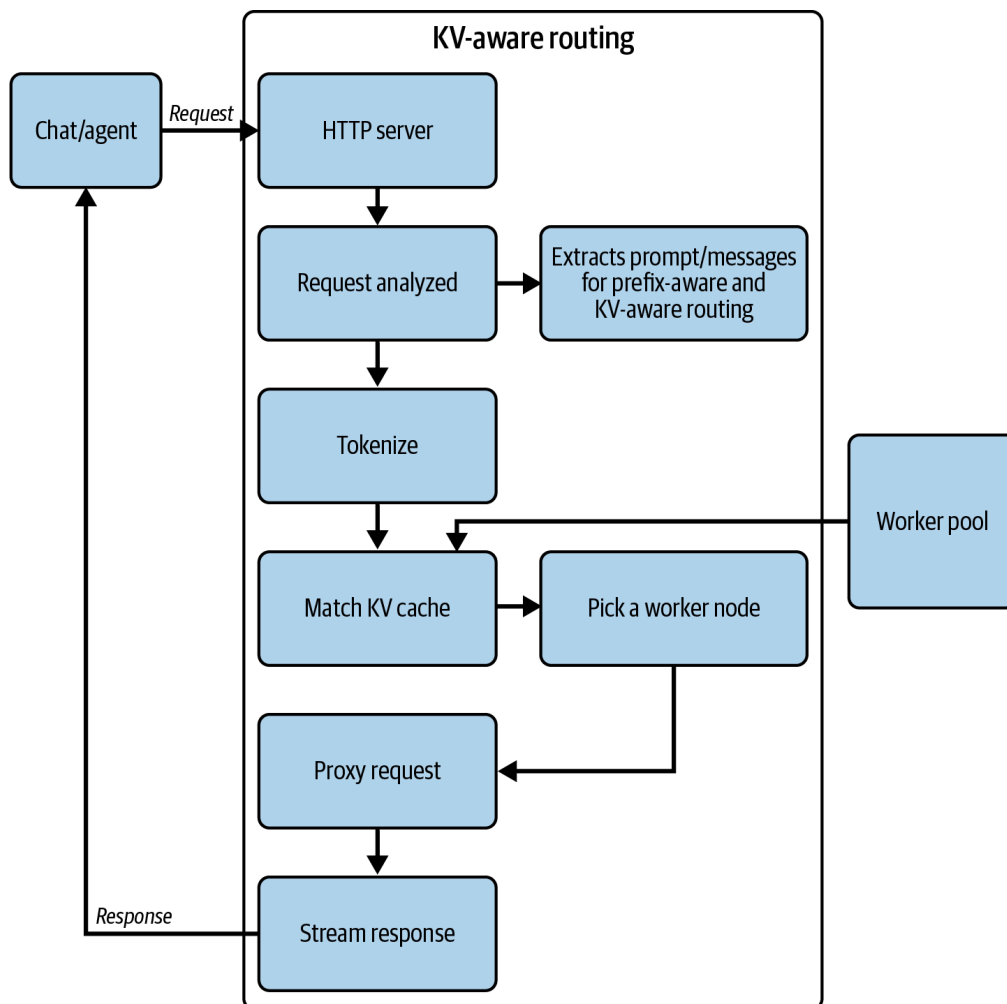 KV-aware routing
Chat/agent
Request
HTTP server
Request analyzed
Extracts prompt/messages
for prefix-aware and
KV-aware routing
Tokenize
Worker pool
Match KV cache
Pick a worker node
Proxy request
Response
Stream response